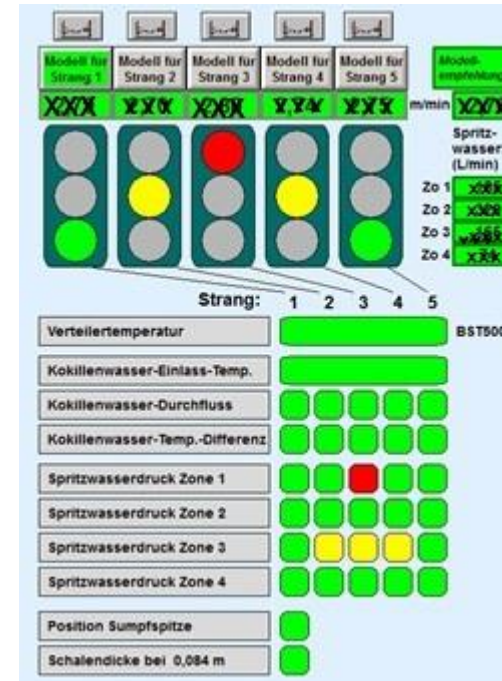 Modell für Strang 1
Modell für Strang 2
Modell für Strang 3
Modell für Strang 4
Modell für Strang 5
Modell-
empfehlung
m/min
Spritz-
wasser
(L/min)
Zo 1
Zo 2
Zo 3
Zo 4
Strang: 1 2 3 4 5
Verteilertemperatur
BST500
Kokillenwasser-Einlass-Temp.
Kokillenwasser-Durchfluss
Kokillenwasser-Temp.-Differenz
Spritzwasserdruck Zone 1
Spritzwasserdruck Zone 2
Spritzwasserdruck Zone 3
Spritzwasserdruck Zone 4
Position Sumpfspitze
Schalendicke bei 0,084 m